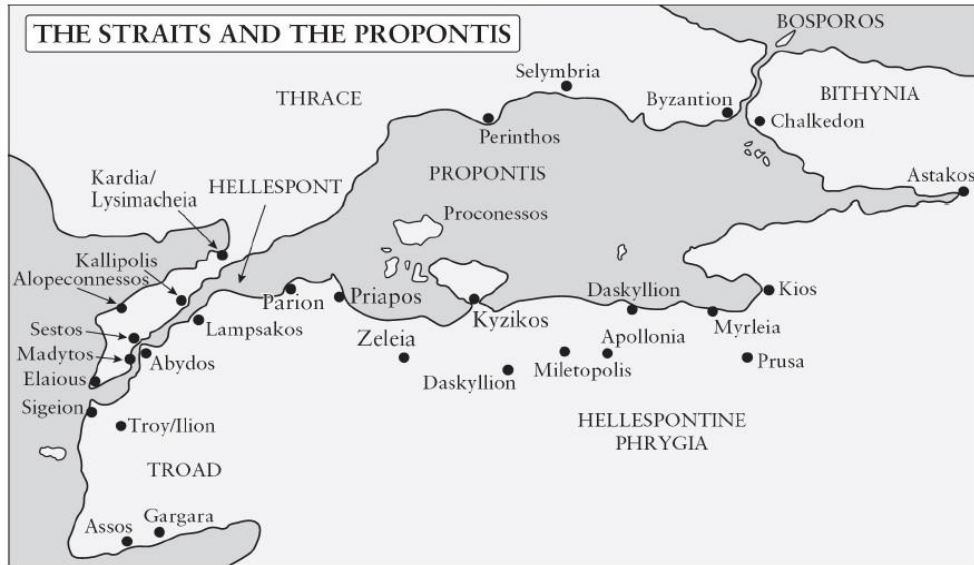 THE STRAITS AND THE PROPONTIS
BOSPOROS
Selymbria
THRACE
Byzantion
BITHYNIA
Chalkedon
Perinthos
Kardia/
Lysimacheia
HELLESPONT
PROPONTIS
Astakos
Proconessos
Kallipolis
Alopeconnessos
Parion
Priapos
Daskyllion
Kios
Sestos
Lampsakos
Kyzikos
Myrleia
Madytos
Abydos
Zeleia
Apollonia
Elaious
Daskyllion
Miletopolis
Prusa
Sigeion
Troy/Ilion
HELLESPONTINE
PHRYGIA
TROAD
Assos
Gargara